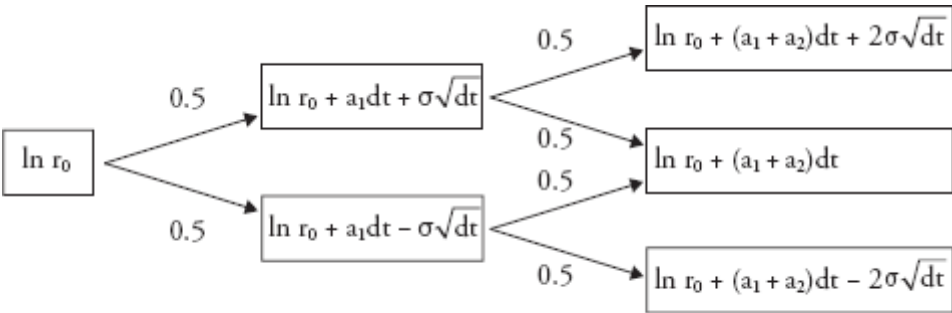 ln r₀ + (a₁ + a₂)dt + 2σ√dt
0.5
0.5
ln r₀ + a₁dt + σ√dt
0.5
ln r₀ + (a₁ + a₂)dt
ln r₀
0.5
0.5
ln r₀ + a₁dt – σ√dt
0.5
ln r₀ + (a₁ + a₂)dt – 2σ√dt